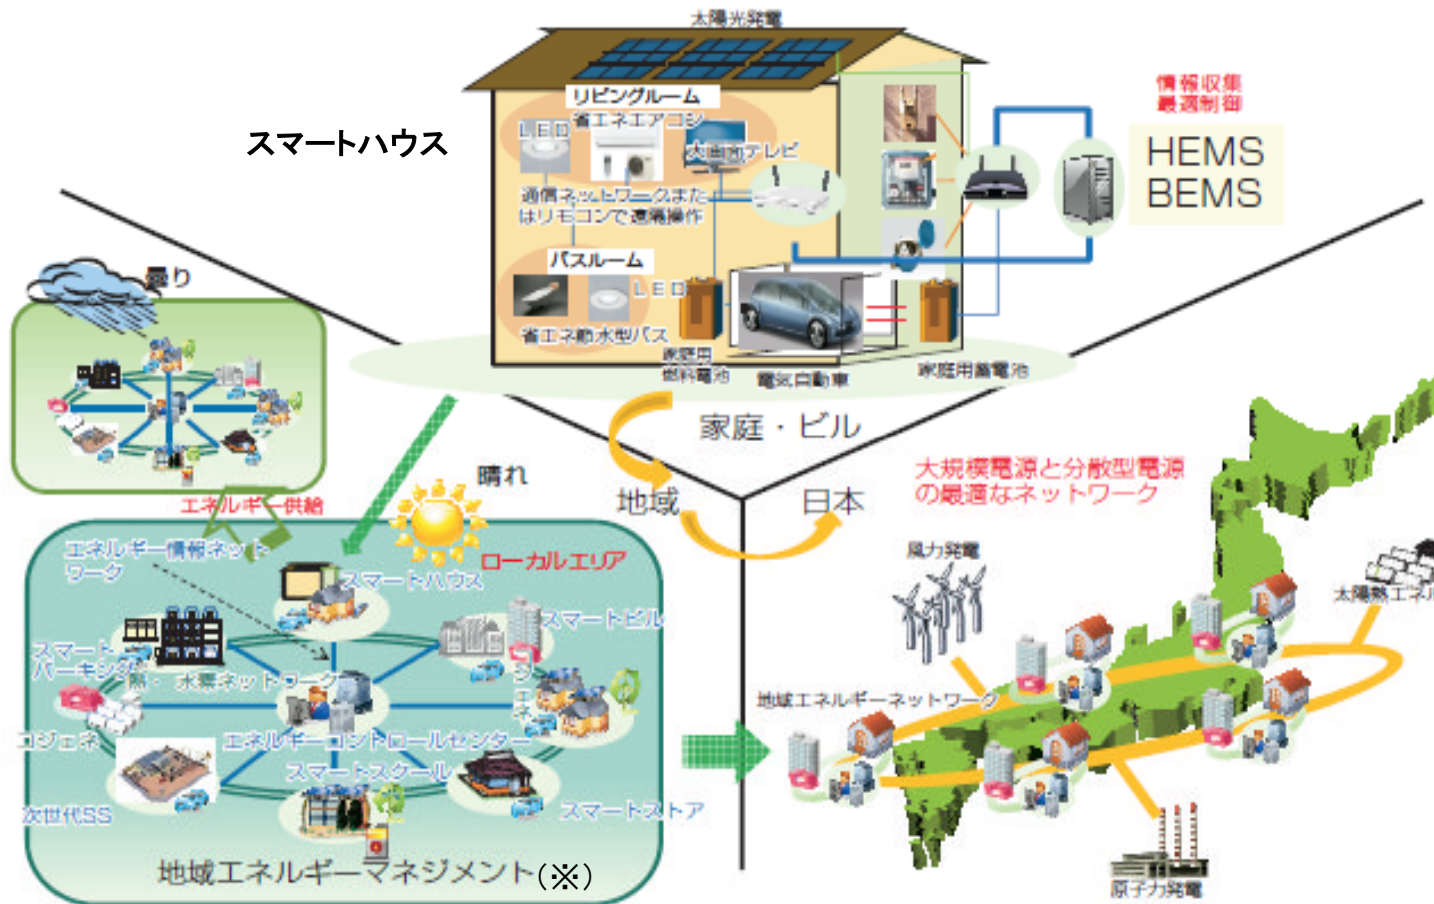 太陽光発電
リビングルーム
LED
省エネエアコン
大画面テレビ
通信ネットワークまた
はリモコンで遠隔操作
バスルーム
LED
省エネ節水型バス
家庭用
燃料電池
電気自動車
家庭用蓄電池
情報収集
最適制御
HEMS
BEMS
スマートハウス
家庭・ビル
地域
日本
曇り
エネルギー供給
晴れ
ローカルエリア
エネルギー情報ネット
ワーク
スマートハウス
スマートビル
スマート
パーキング
熱・水素ネットワーク
コジェネ
コジェネ
エネルギーコントロールセンター
スマートスクール
次世代SS
スマートストア
地域エネルギーマネジメント(※)
大規模電源と分散型電源
の最適なネットワーク
風力発電
太陽熱エネル
地域エネルギーネットワーク
原子力発電